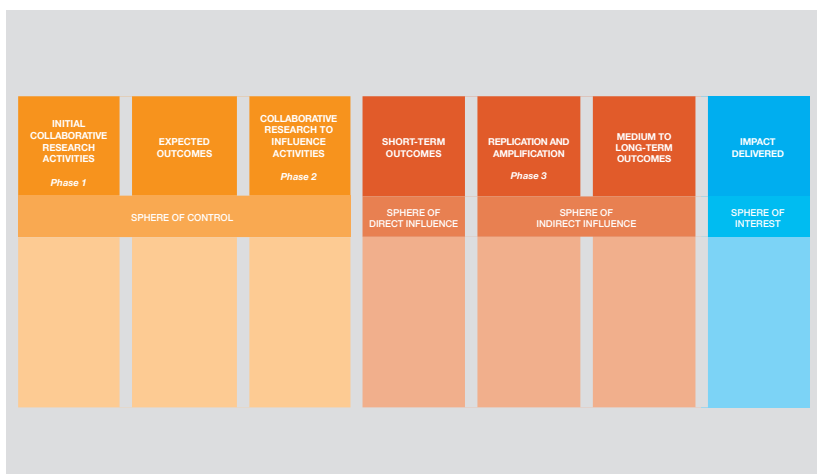 INITIAL
COLLABORATIVE
RESEARCH
ACTIVITIES
Phase 1
EXPECTED
OUTCOMES
COLLABORATIVE
RESEARCH TO
INFLUENCE
ACTIVITIES
Phase 2
SHORT-TERM
OUTCOMES
REPLICATION AND
AMPLIFICATION
Phase 3
MEDIUM TO
LONG-TERM
OUTCOMES
IMPACT
DELIVERED
SPHERE OF CONTROL
SPHERE OF
DIRECT INFLUENCE
SPHERE OF
INDIRECT INFLUENCE
SPHERE OF
INTEREST